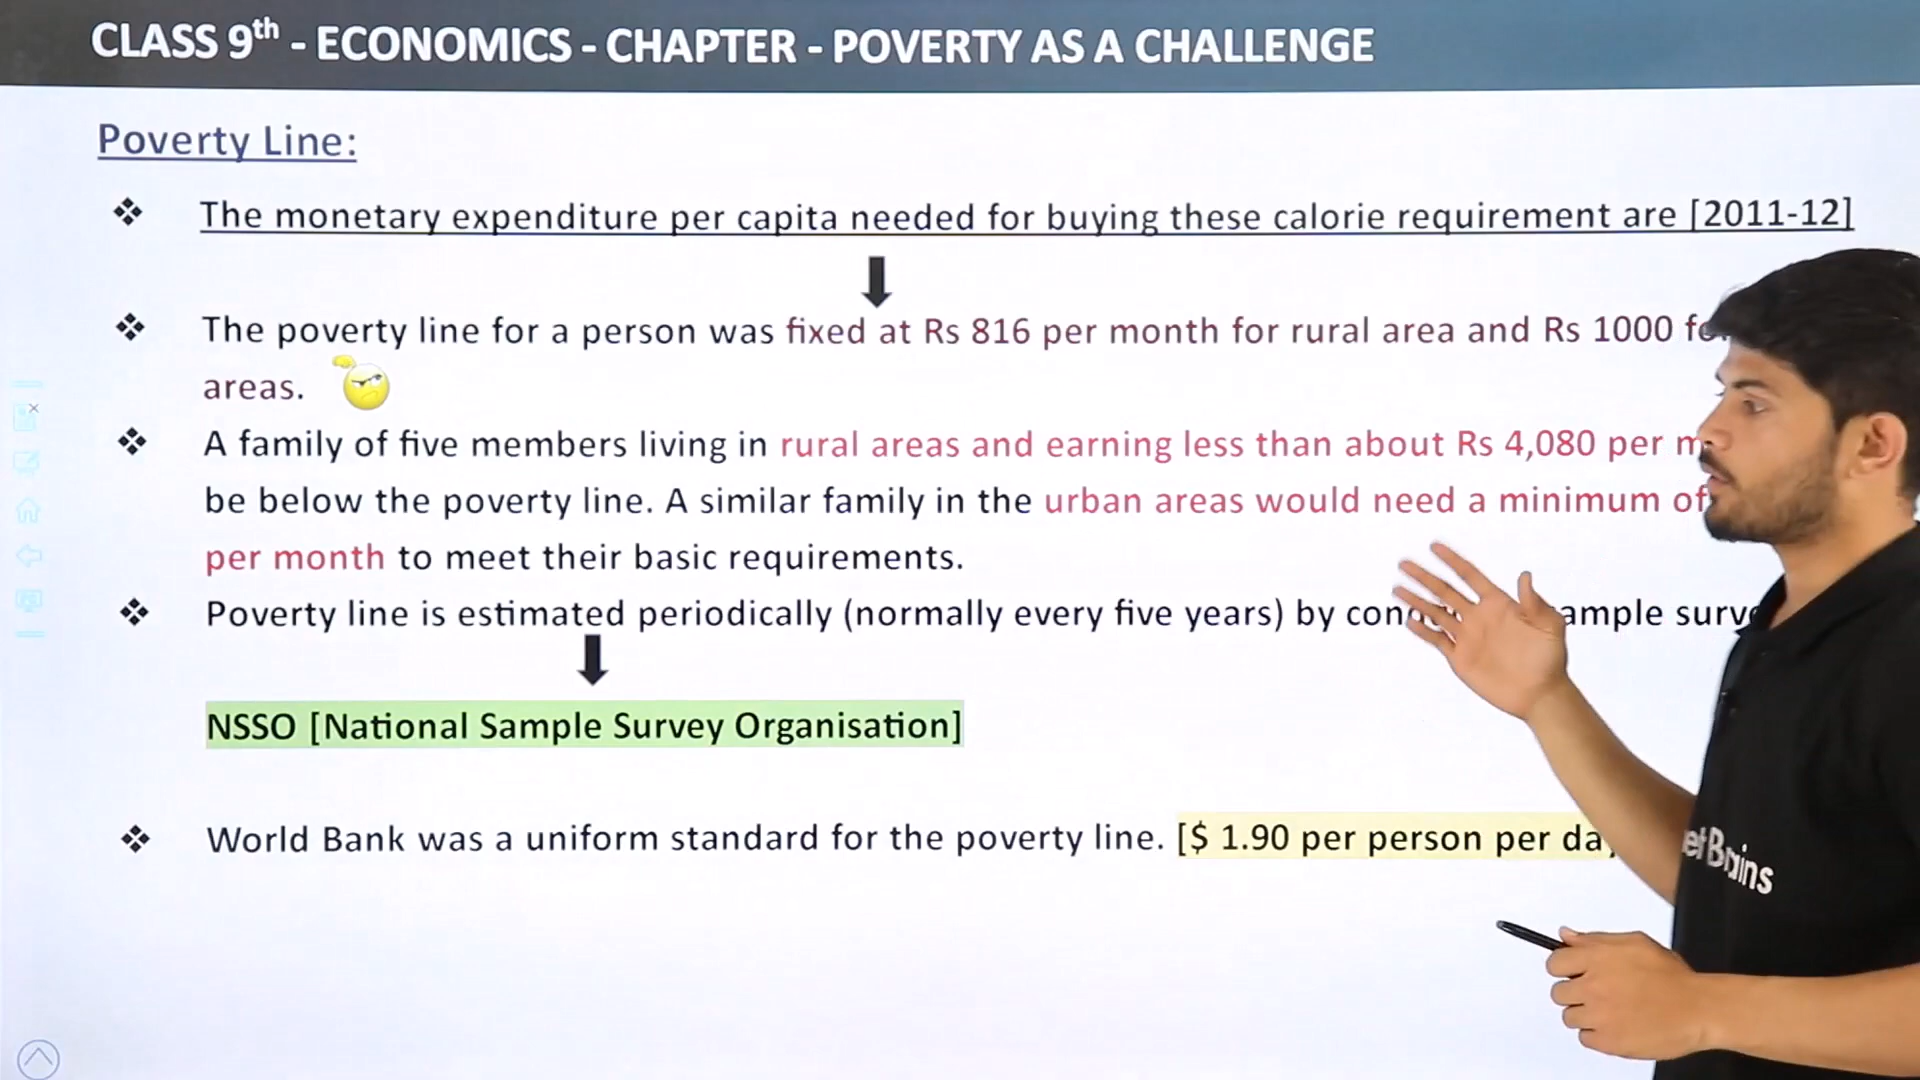 CLASS 9th - ECONOMICS - CHAPTER - POVERTY AS A CHALLENGE
Poverty Line:
The monetary expenditure per capita needed for buying these calorie requirement are [2011-12]
The poverty line for a person was fixed at Rs 816 per month for rural area and Rs 1000
areas.
A family of five members living in rural areas and earning less than about Rs 4,080 per
be below the poverty line. A similar family in the urban areas would need a minimum of
per month to meet their basic requirements.
Poverty line is estimated periodically (normally every five years) by
NSSO [National Sample Survey Organisation]
World Bank was a uniform standard for the poverty line. [$ 1.90 per person per
Brains